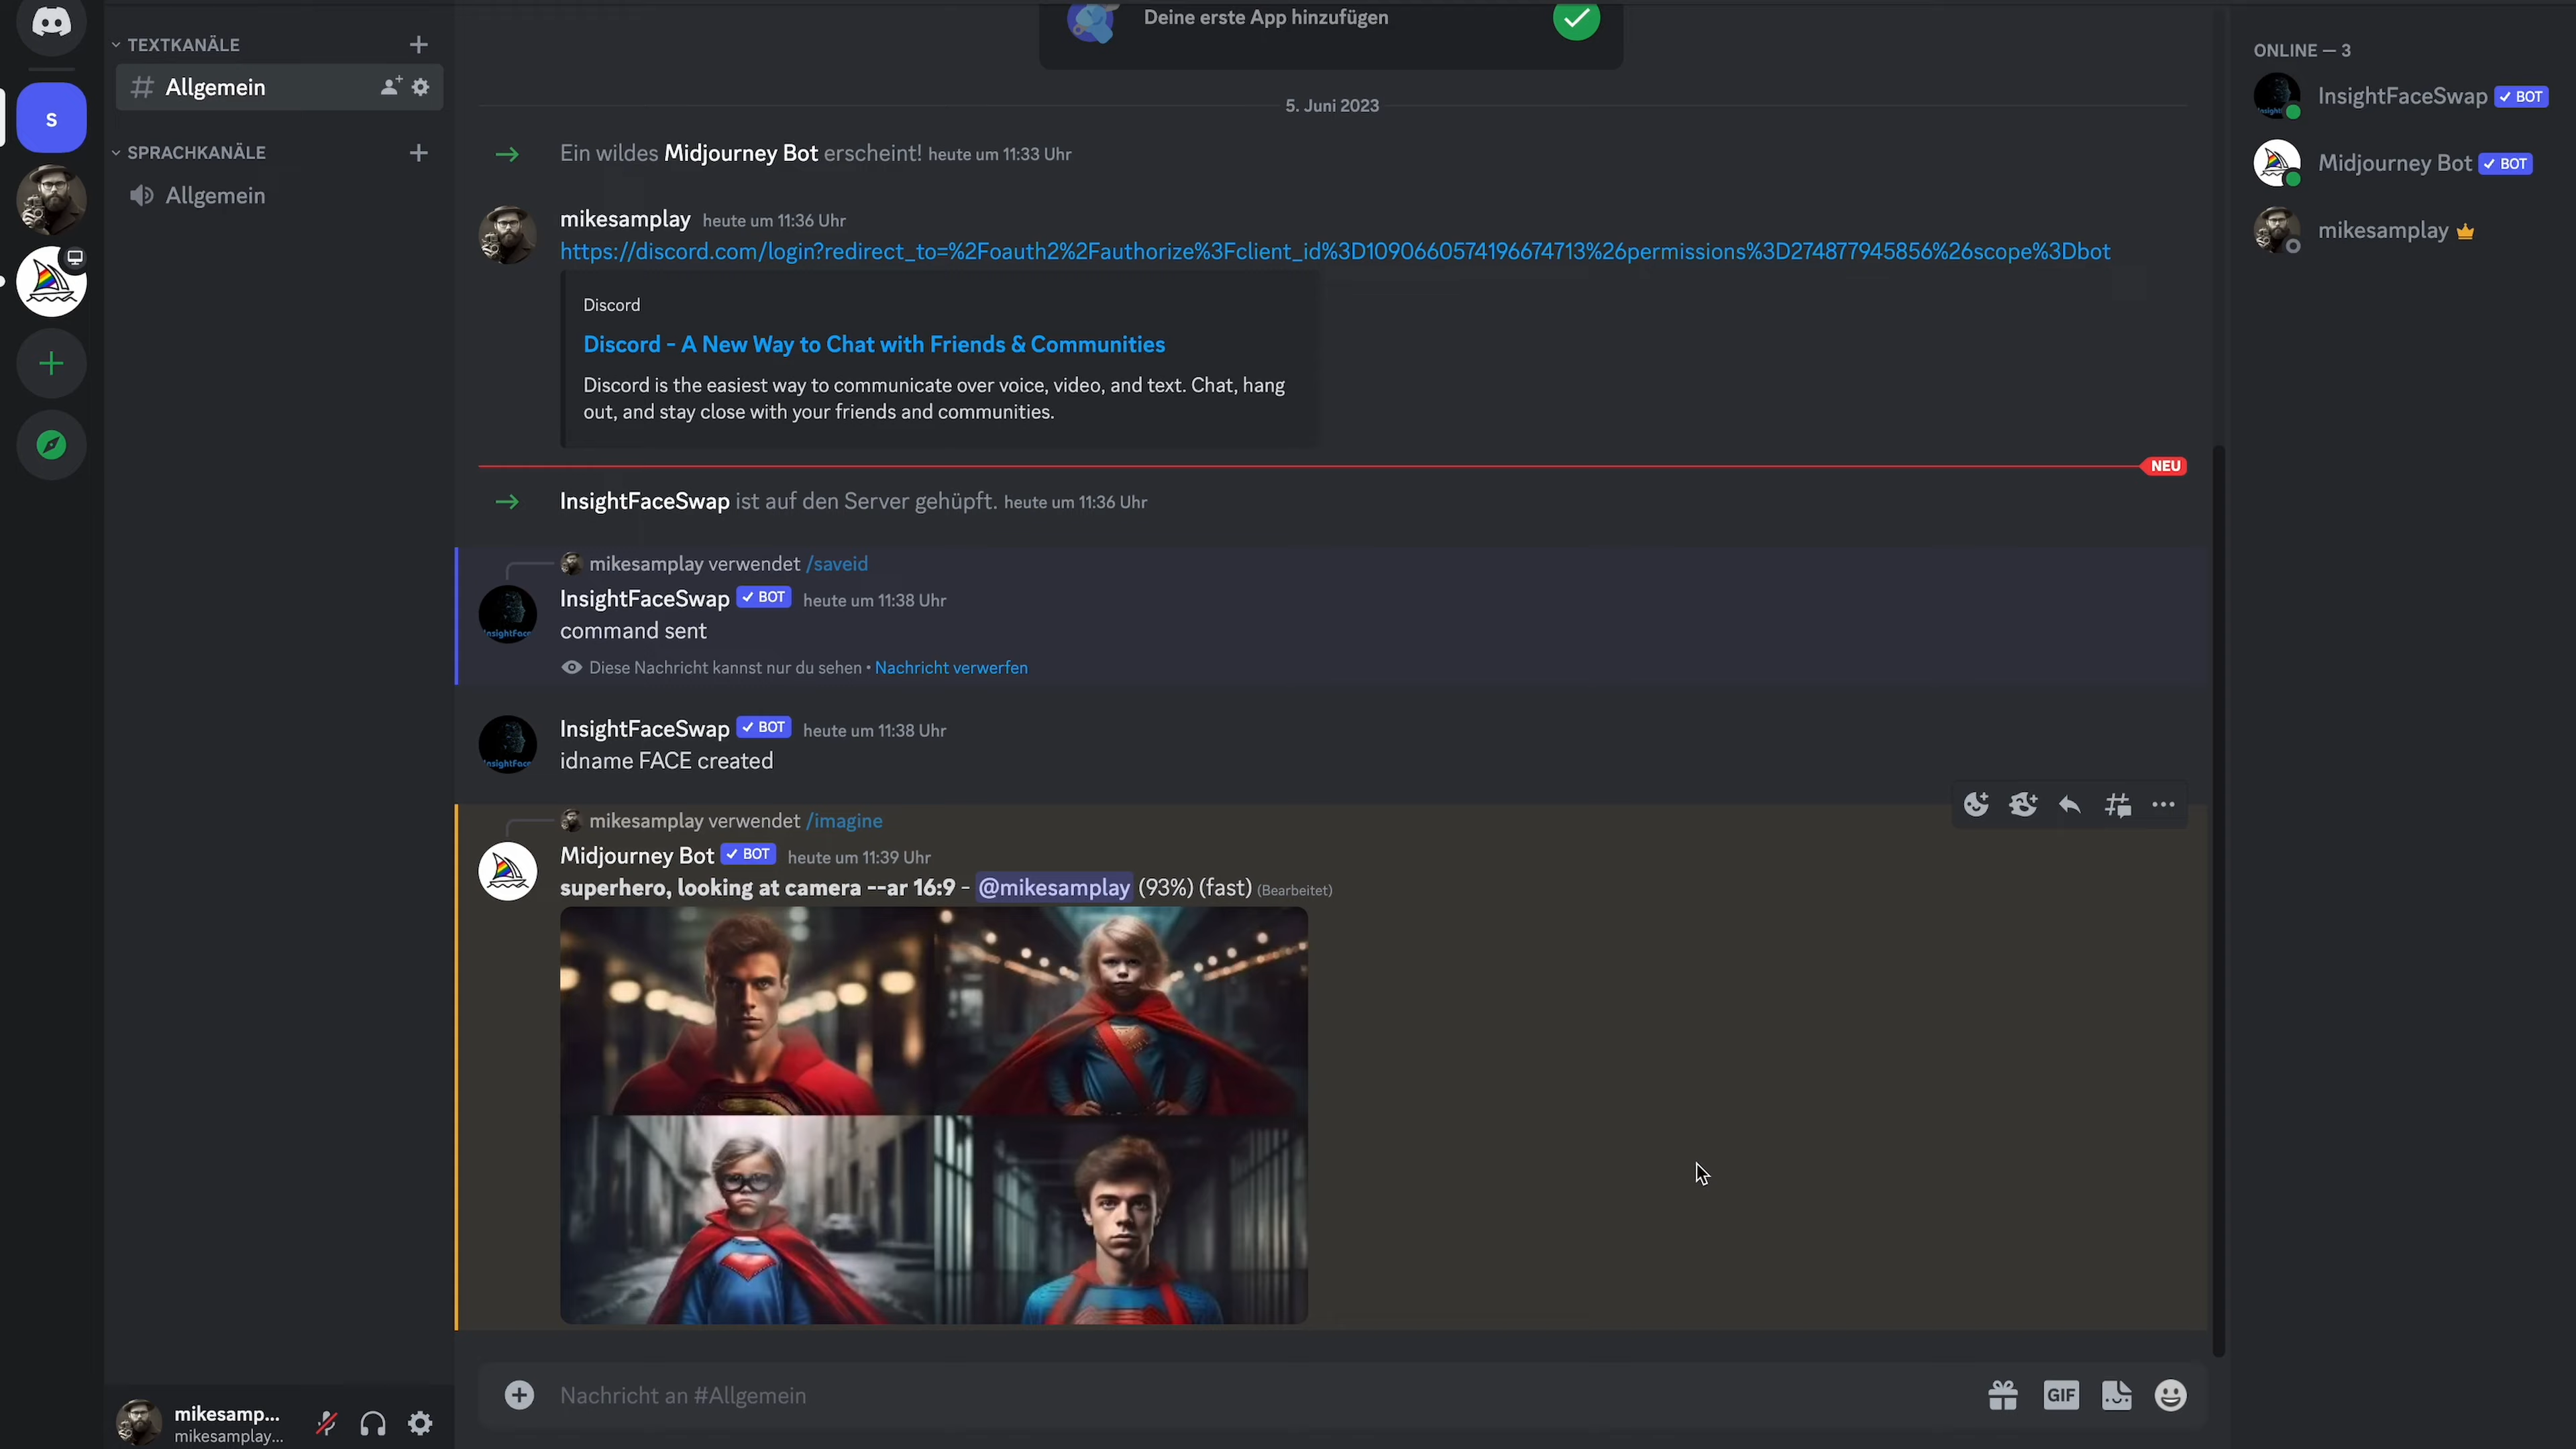 Deine erste App hinzufügen
TEXTKANÄLE
Allgemein
SPRACHKANÄLE
Allgemein
S
5. Juni 2023
Ein wildes Midjourney Bot erscheint! heute um 11:33 Uhr
mikesamplay heute um 11:36 Uhr
https://discord.com/login?redirect_to=%2Foauth2%2Fauthorize%3Fclient_id%3D1090660574196674713%26permissions%3D274877945856%26scope%3Dbot
Discord
Discord - A New Way to Chat with Friends & Communities
Discord is the easiest way to communicate over voice, video, and text. Chat, hang
out, and stay close with your friends and communities.
NEU
InsightFaceSwap ist auf den Server gehüpft. heute um 11:36 Uhr
mikesamplay verwendet /saveid
InsightFaceSwap BOT heute um 11:38 Uhr
command sent
Diese Nachricht kannst nur du sehen • Nachricht verwerfen
InsightFaceSwap BOT heute um 11:38 Uhr
idname FACE created
mikesamplay verwendet /imagine
Midjourney Bot BOT heute um 11:39 Uhr
superhero, looking at camera --ar 16:9 - @mikesamplay (93%) (fast) (Bearbeitet)
Nachricht an #Allgemein
GIF
mikesamp...
mikesamplay...
ONLINE — 3
InsightFaceSwap BOT
Midjourney Bot BOT
mikesamplay